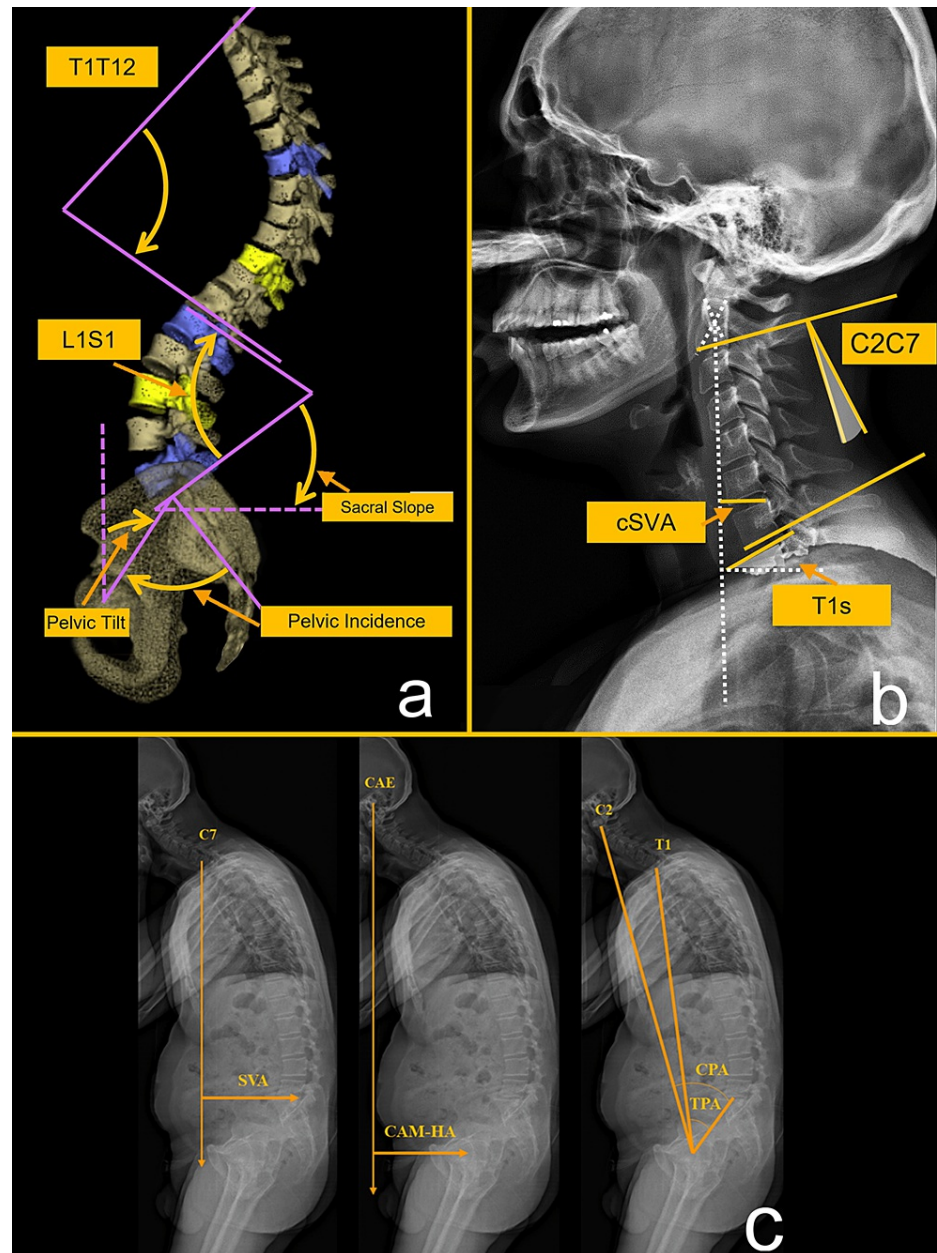 T1T12
L1S1
Sacral Slope
Pelvic Tilt
Pelvic Incidence
a
C2C7
cSVA
T1s
b
C7
SVA
CAE
CAM-HA
C2
T1
CPA
TPA
c